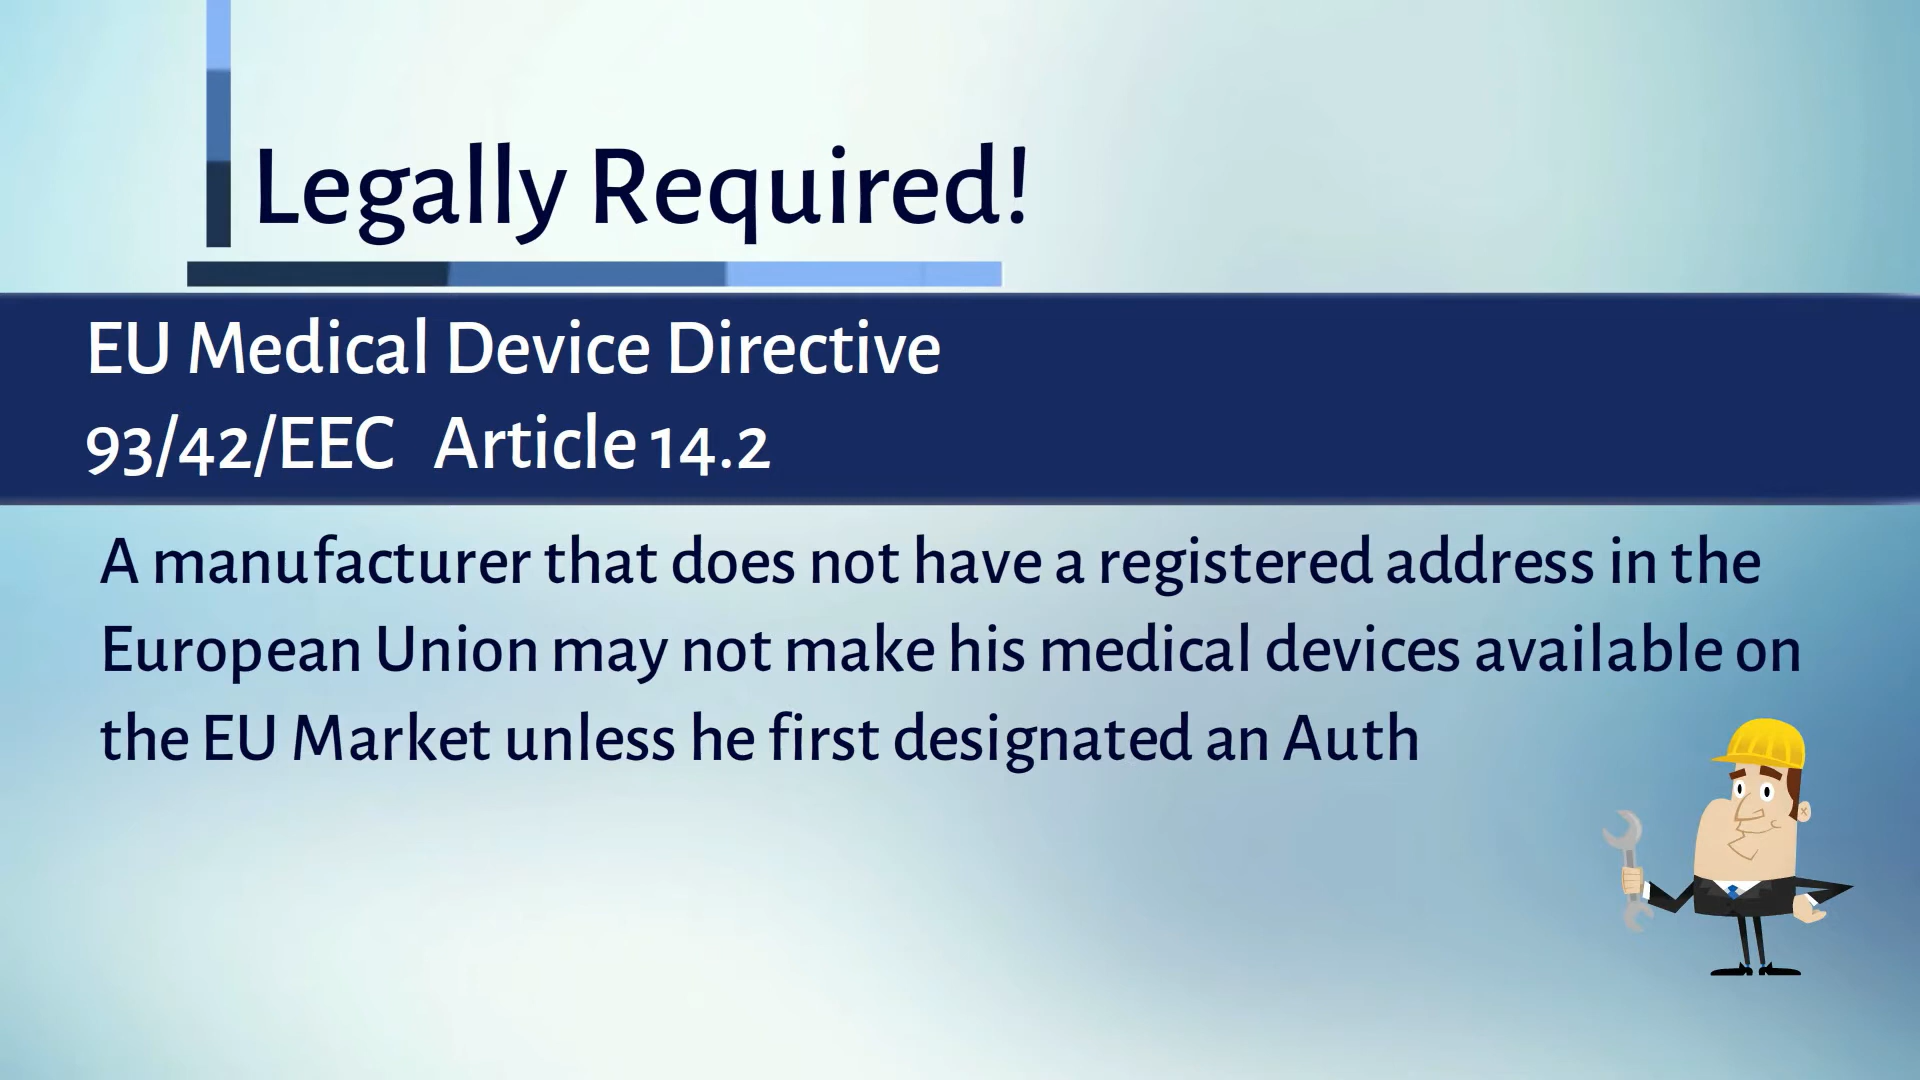 Legally Required!
EU Medical Device Directive
93/42/EEC Article 14.2
A manufacturer that does not have a registered address in the
European Union may not make his medical devices available on
the EU Market unless he first designated an Auth